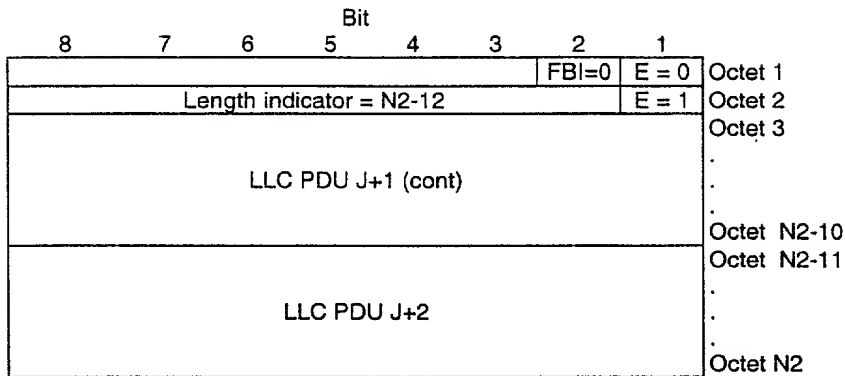 Bit
8 7 6 5 4 3 2 1
FBI=0 E = 0 Octet 1
Length indicator = N2-12 E = 1 Octet 2
Octet 3
.
LLC PDU J+1 (cont) .
.
Octet N2-10
Octet N2-11
.
LLC PDU J+2 .
.
Octet N2